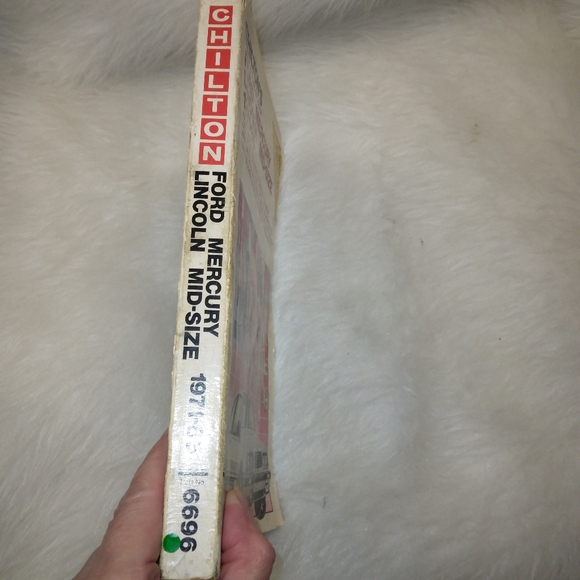 CHILTON
FORD MERCURY
LINCOLN MID-SIZE
6696